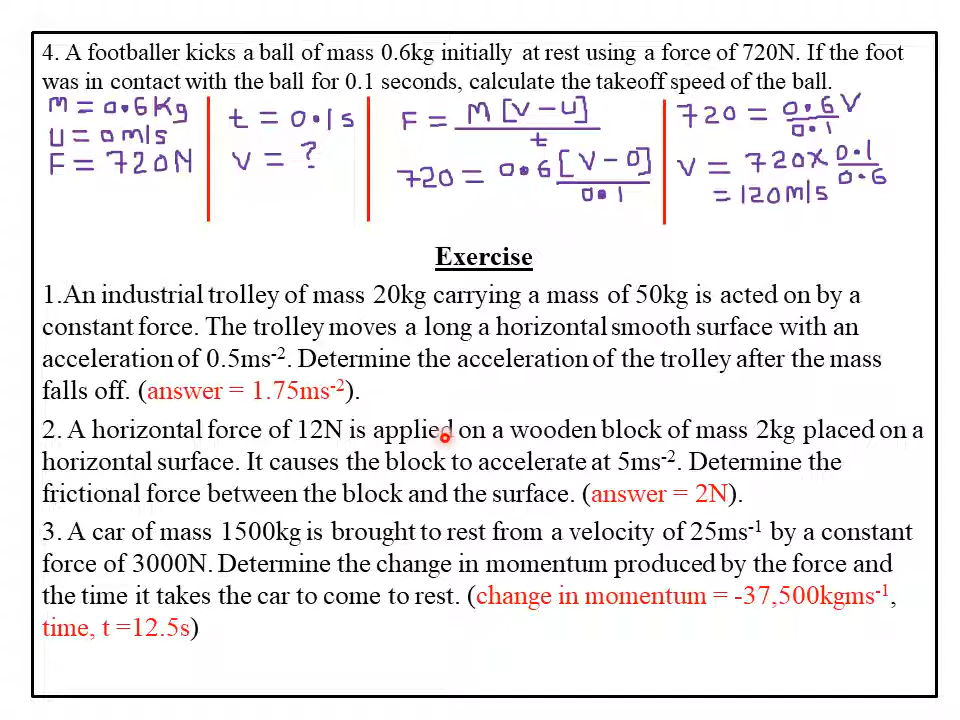 4. A footballer kicks a ball of mass 0.6kg initially at rest using a force of 720N. If the foot
was in contact with the ball for 0.1 seconds, calculate the takeoff speed of the ball.
M = 0.6Kg
U = 0 m/s
F = 720N
t = 0.1s
V = ?
F = M[V - U]/t
720 = 0.6[V - 0]/0.1
720 = 0.6V/0.1
V = 720 x 0.1/0.6
= 120m/s
Exercise
1.An industrial trolley of mass 20kg carrying a mass of 50kg is acted on by a
constant force. The trolley moves a long a horizontal smooth surface with an
acceleration of 0.5ms⁻². Determine the acceleration of the trolley after the mass
falls off. (answer = 1.75ms⁻²).
2. A horizontal force of 12N is applied on a wooden block of mass 2kg placed on a
horizontal surface. It causes the block to accelerate at 5ms⁻². Determine the
frictional force between the block and the surface. (answer = 2N).
3. A car of mass 1500kg is brought to rest from a velocity of 25ms⁻¹ by a constant
force of 3000N. Determine the change in momentum produced by the force and
the time it takes the car to come to rest. (change in momentum = -37,500kgms⁻¹,
time, t =12.5s)